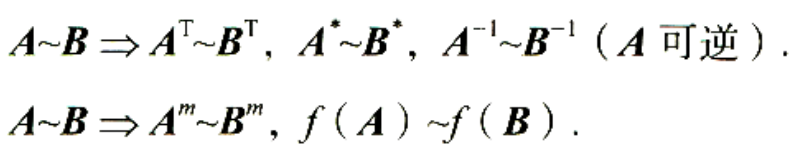 A~B ⇒ Aᵀ~Bᵀ, A*~B*, A⁻¹~B⁻¹ (A 可逆).
A~B ⇒ Aᵐ~Bᵐ, f(A)~f(B).